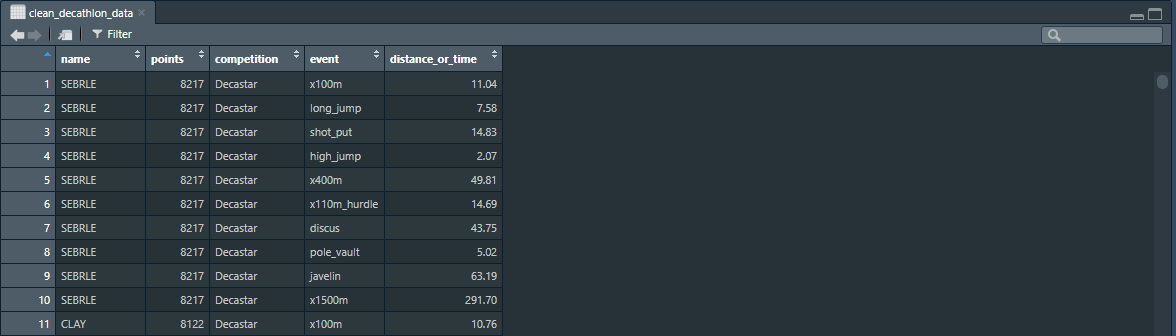 clean_decathlon_data
Filter
name points competition event distance_or_time
1 SEBRLE 8217 Decastar x100m 11.04
2 SEBRLE 8217 Decastar long_jump 7.58
3 SEBRLE 8217 Decastar shot_put 14.83
4 SEBRLE 8217 Decastar high_jump 2.07
5 SEBRLE 8217 Decastar x400m 49.81
6 SEBRLE 8217 Decastar x110m_hurdle 14.69
7 SEBRLE 8217 Decastar discus 43.75
8 SEBRLE 8217 Decastar pole_vault 5.02
9 SEBRLE 8217 Decastar javelin 63.19
10 SEBRLE 8217 Decastar x1500m 291.70
11 CLAY 8122 Decastar x100m 10.76